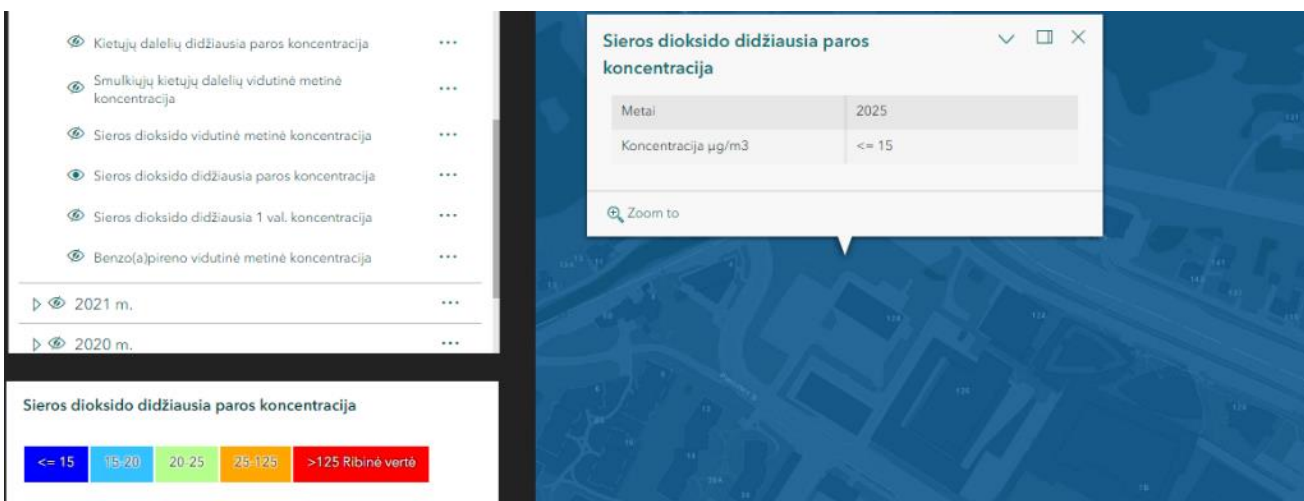 Kietųjų dalelių didžiausia paros koncentracija
Smulkiųjų kietųjų dalelių vidutinė metinė
koncentracija
Sieros dioksido vidutinė metinė koncentracija
Sieros dioksido didžiausia paros koncentracija
Sieros dioksido didžiausia 1 val. koncentracija
Benzo(a)pireno vidutinė metinė koncentracija
2021 m.
2020 m.
Sieros dioksido didžiausia paros koncentracija
<= 15
15-20
20-25
25-125
>125 Ribinė vertė
Sieros dioksido didžiausia paros
koncentracija
Metai 2025
Koncentracija µg/m3 <= 15
Zoom to